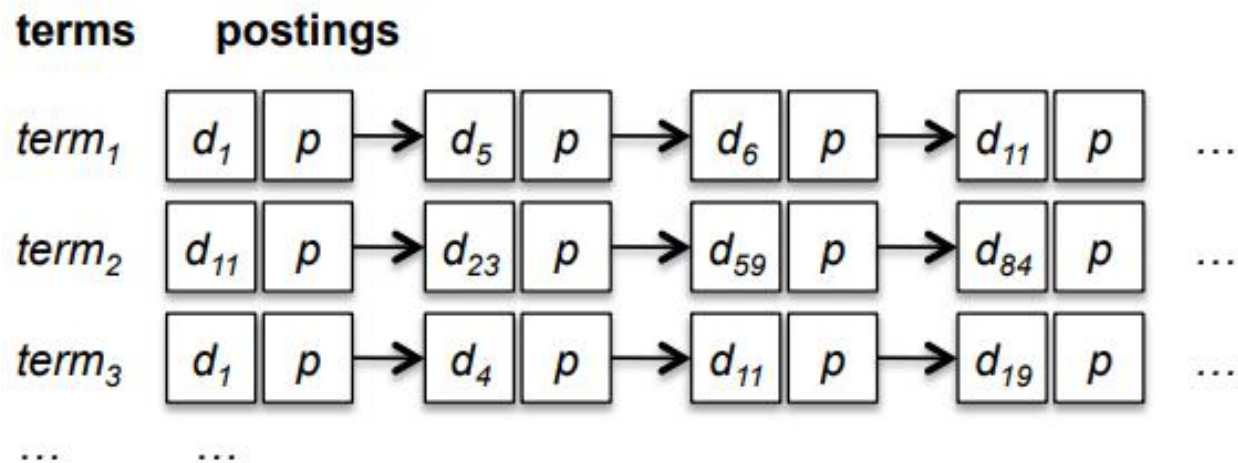 terms postings
term₁ d₁ p d₅ p d₆ p d₁₁ p ...
term₂ d₁₁ p d₂₃ p d₅₉ p d₈₄ p ...
term₃ d₁ p d₄ p d₁₁ p d₁₉ p ...
... ...